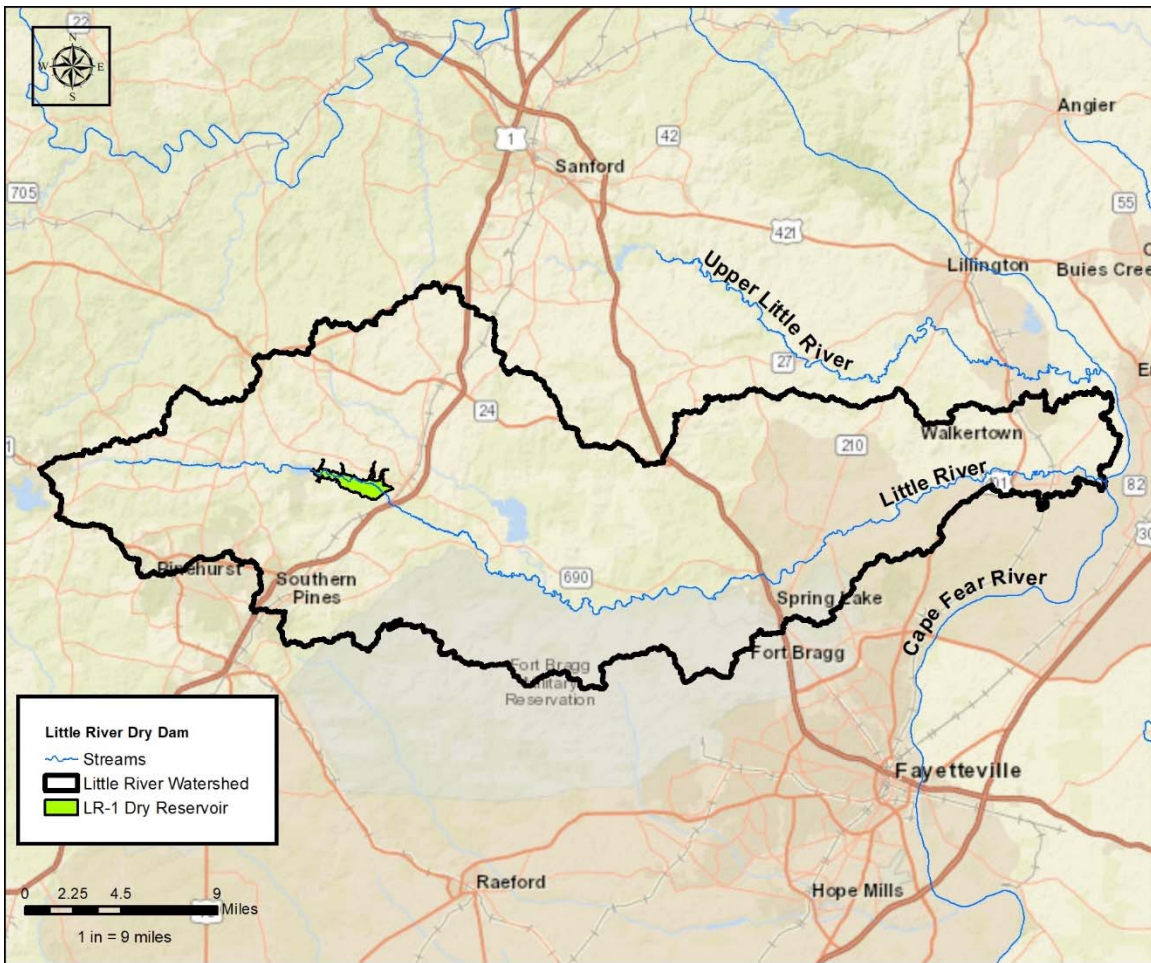 22
N
W E
S
Angier
1
42
Sanford
705
55
421
Lillington
Buies Cree
Upper Little River
27
24
Walkertown
210
Little River
82
Pinehurst
Southern
Pines
690
Spring Lake
Cape Fear River
Fort Bragg
Fort Bragg
Military
Reservation
Little River Dry Dam
Streams
Little River Watershed
LR-1 Dry Reservoir
Fayetteville
Raeford
Hope Mills
0 2.25 4.5 9
Miles
1 in = 9 miles